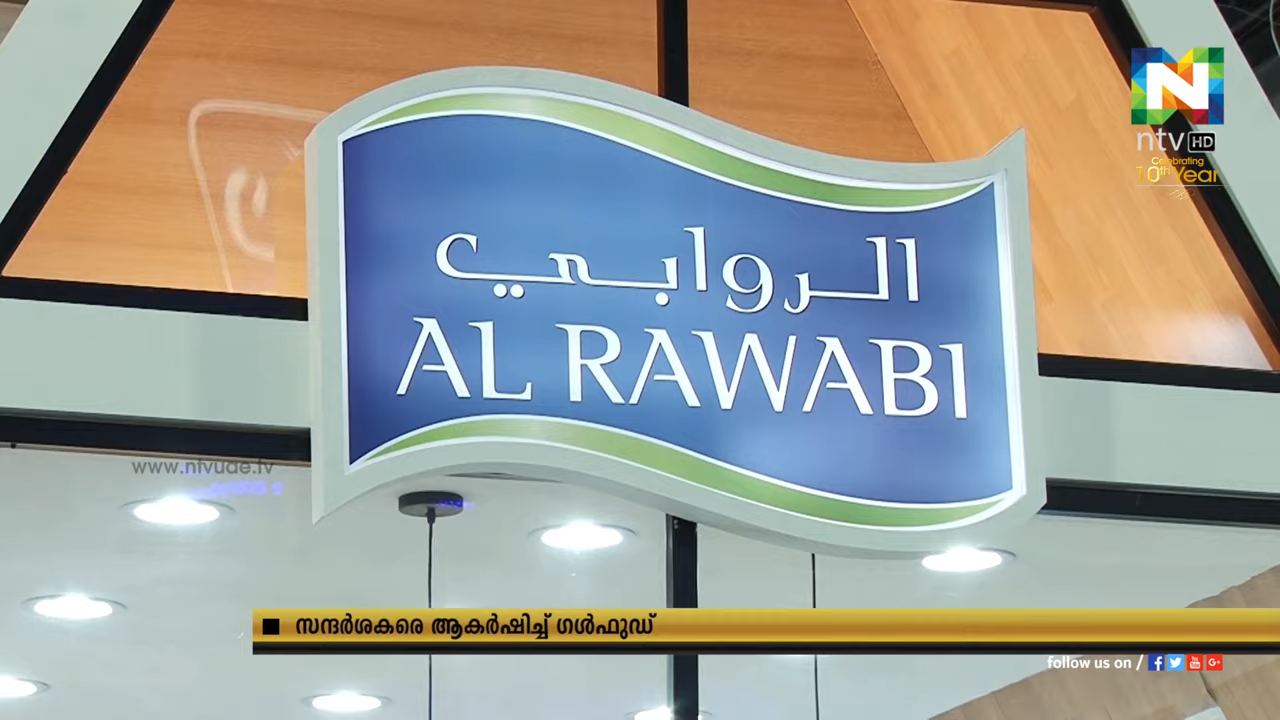 N
ntv HD
Celebrating
10th Year
الروابي
AL RAWABI
www.ntvuae.tv
■ സന്ദർശകരെ ആകർഷിച്ച് ഗൾഫുഡ്
follow us on /